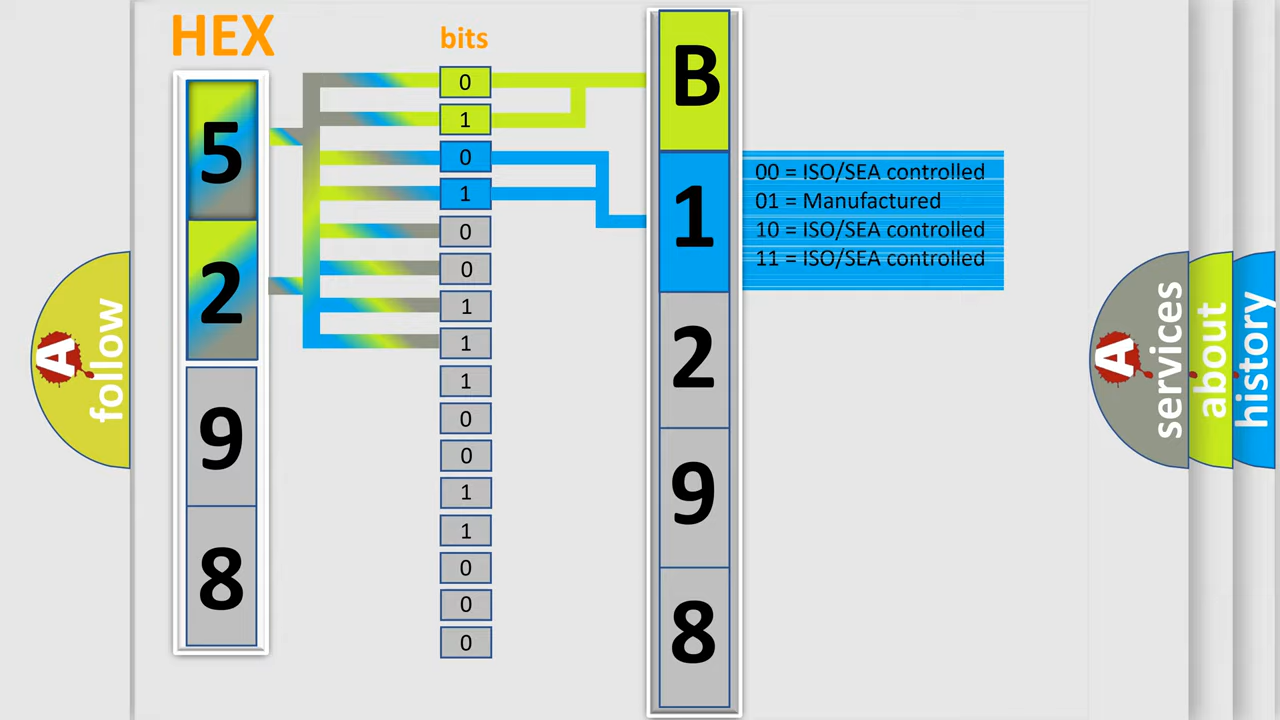 HEX
5
2
9
8
bits
0
1
0
1
0
0
1
1
1
0
0
1
1
0
0
0
B
1
2
9
8
00 = ISO/SEA controlled
01 = Manufactured
10 = ISO/SEA controlled
11 = ISO/SEA controlled
A
follow
A
services
about
history